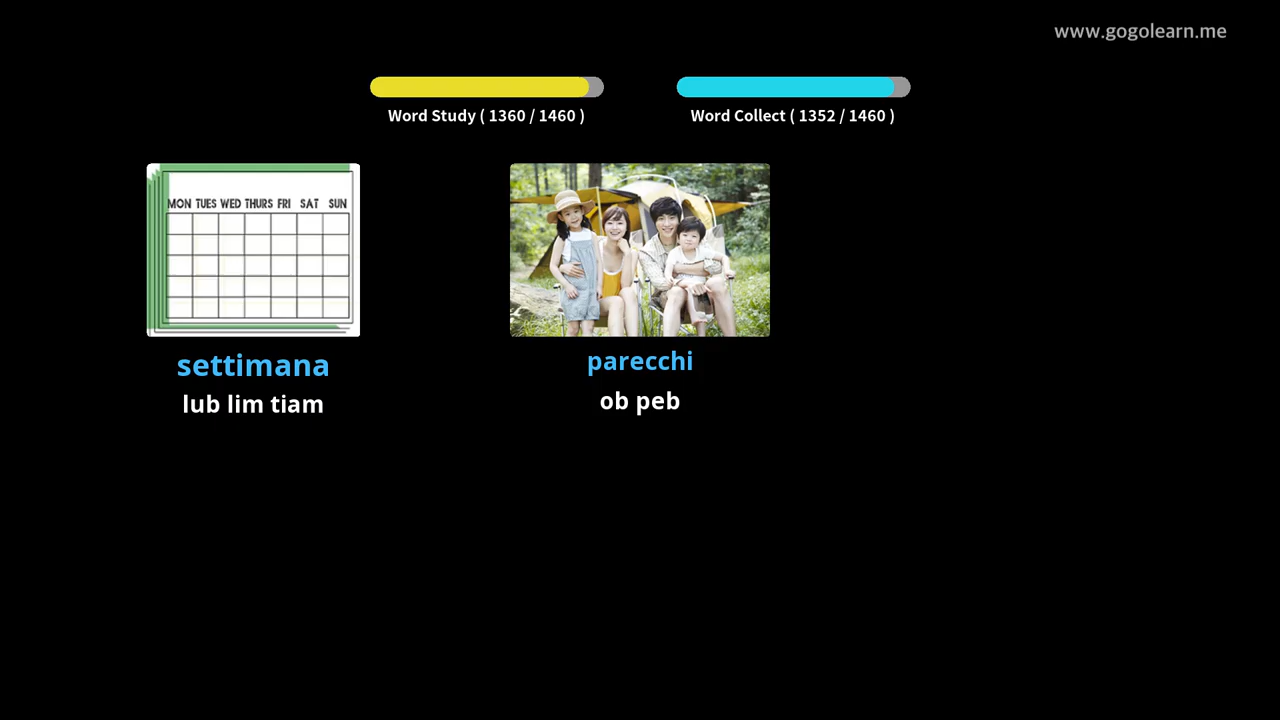 www.gogolearn.me
Word Study ( 1360 / 1460 )
Word Collect ( 1352 / 1460 )
MON TUES WED THURS FRI SAT SUN
settimana
lub lim tiam
parecchi
ob peb